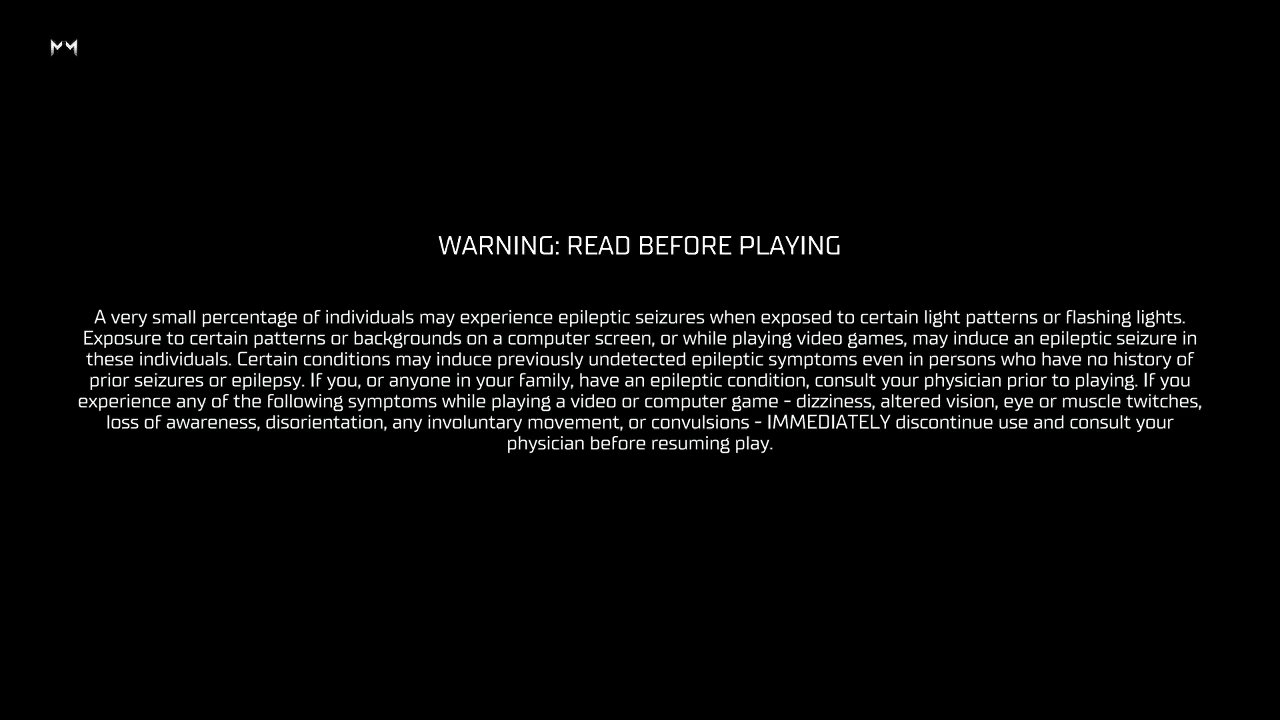 WARNING: READ BEFORE PLAYING
A very small percentage of individuals may experience epileptic seizures when exposed to certain light patterns or flashing lights.
Exposure to certain patterns or backgrounds on a computer screen, or while playing video games, may induce an epileptic seizure in
these individuals. Certain conditions may induce previously undetected epileptic symptoms even in persons who have no history of
prior seizures or epilepsy. If you, or anyone in your family, have an epileptic condition, consult your physician prior to playing. If you
experience any of the following symptoms while playing a video or computer game - dizziness, altered vision, eye or muscle twitches,
loss of awareness, disorientation, any involuntary movement, or convulsions - IMMEDIATELY discontinue use and consult your
physician before resuming play.